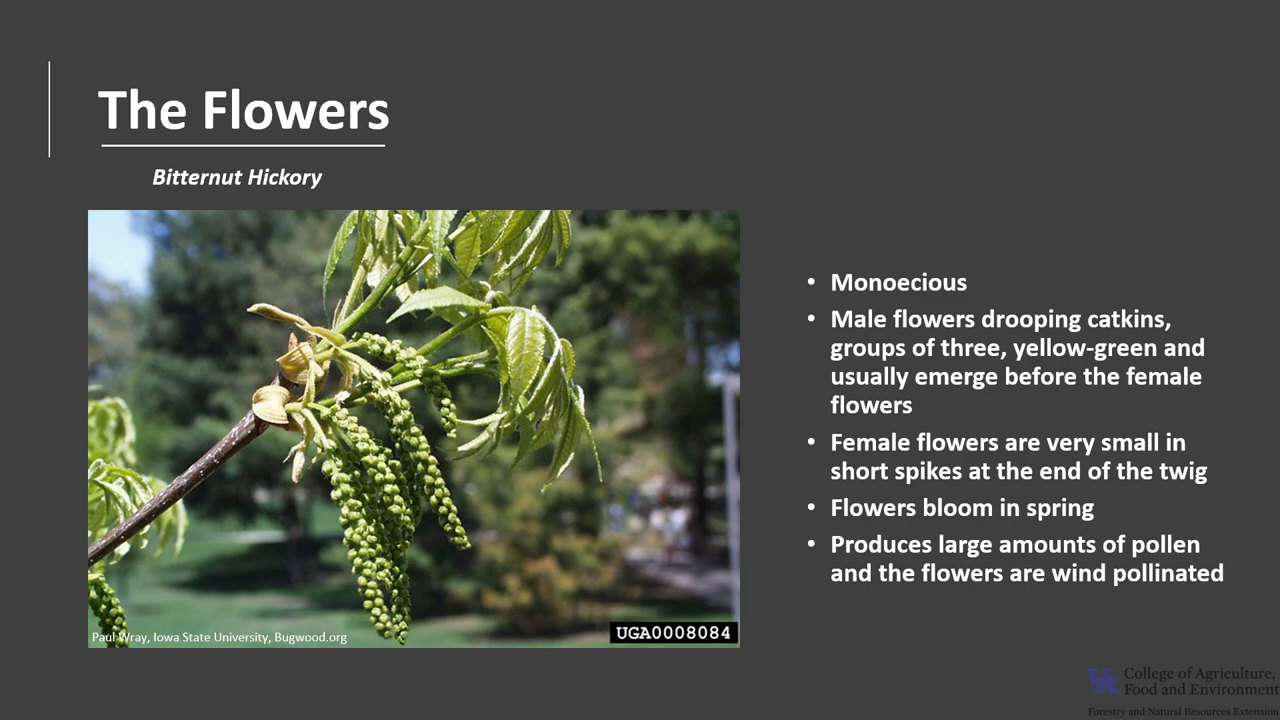 The Flowers
Bitternut Hickory
• Monoecious
• Male flowers drooping catkins,
groups of three, yellow-green and
usually emerge before the female
flowers
• Female flowers are very small in
short spikes at the end of the twig
• Flowers bloom in spring
• Produces large amounts of pollen
and the flowers are wind pollinated
Paul Wray, Iowa State University, Bugwood.org
UGA0008084
UK
College of Agriculture,
Food and Environment
Forestry and Natural Resources Extension